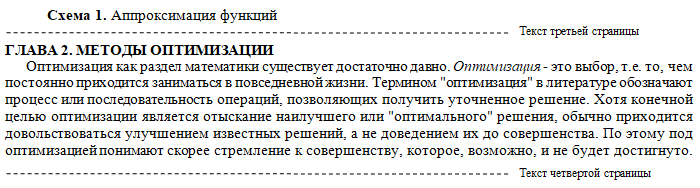 Схема 1. Аппроксимация функций
------------------------------------------------------------------------ Текст третьей страницы
ГЛАВА 2. МЕТОДЫ ОПТИМИЗАЦИИ
Оптимизация как раздел математики существует достаточно давно. Оптимизация - это выбор, т.е. то, чем
постоянно приходится заниматься в повседневной жизни. Термином "оптимизация" в литературе обозначают
процесс или последовательность операций, позволяющих получить уточненное решение. Хотя конечной
целью оптимизации является отыскание наилучшего или "оптимального" решения, обычно приходится
довольствоваться улучшением известных решений, а не доведением их до совершенства. По этому под
оптимизацией понимают скорее стремление к совершенству, которое, возможно, и не будет достигнуто.
------------------------------------------------------------------------ Текст четвертой страницы